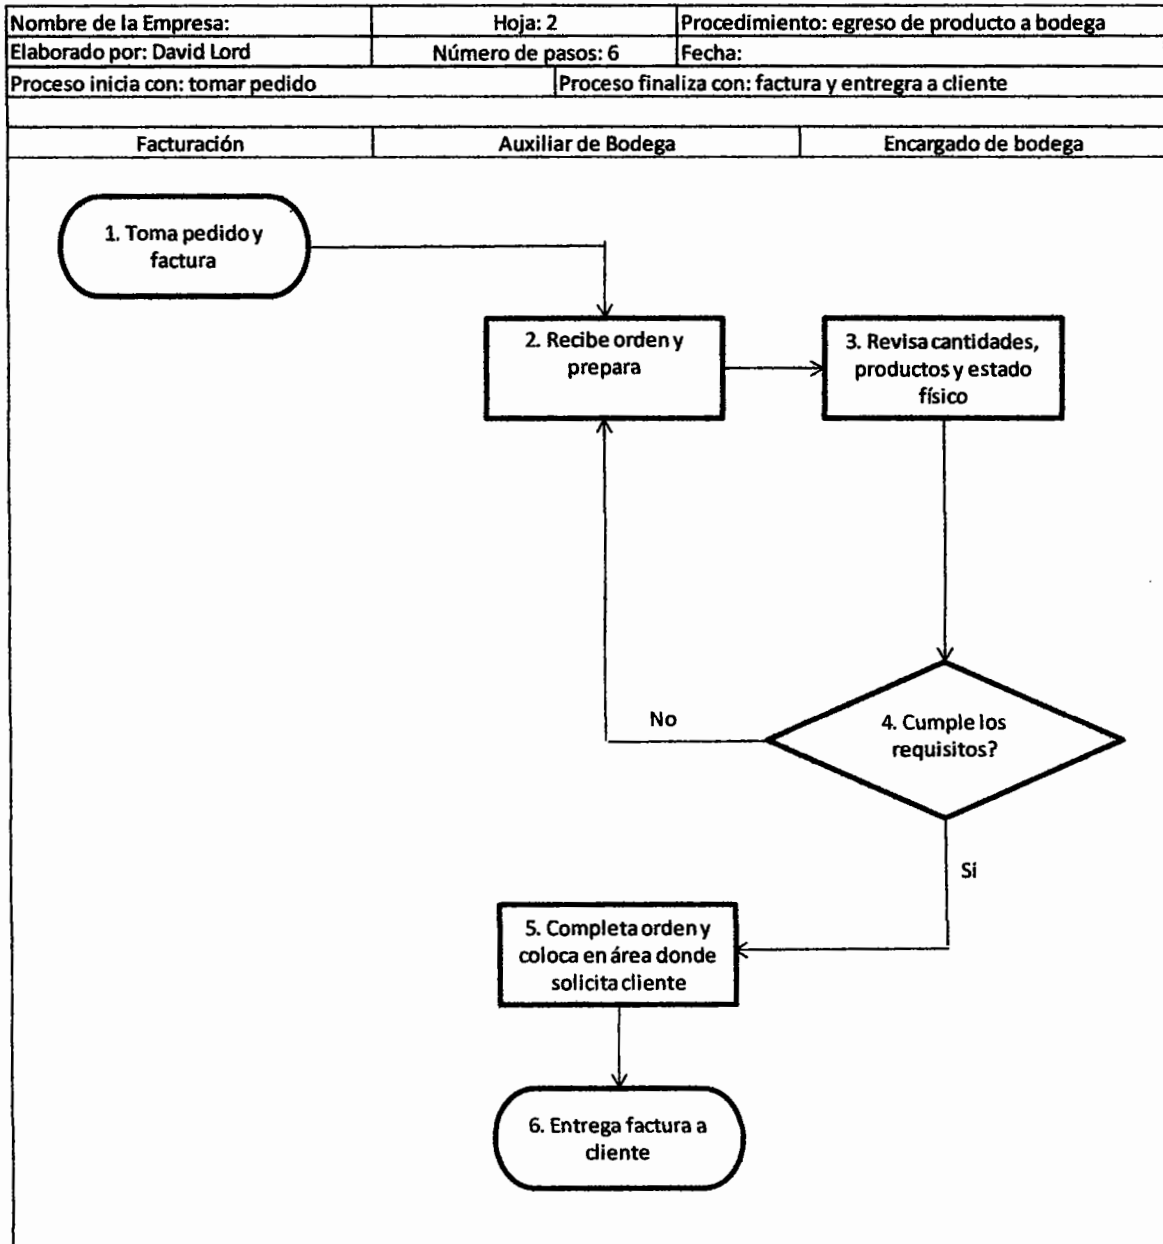 Nombre de la Empresa:
Hoja: 2
Procedimiento: egreso de producto a bodega
Elaborado por: David Lord
Número de pasos: 6
Fecha:
Proceso inicia con: tomar pedido
Proceso finaliza con: factura y entregra a cliente
Facturación
Auxiliar de Bodega
Encargado de bodega
1. Toma pedido y
factura
2. Recibe orden y
prepara
3. Revisa cantidades,
productos y estado
físico
No
4. Cumple los
requisitos?
Si
5. Completa orden y
coloca en área donde
solicita cliente
6. Entrega factura a
cliente